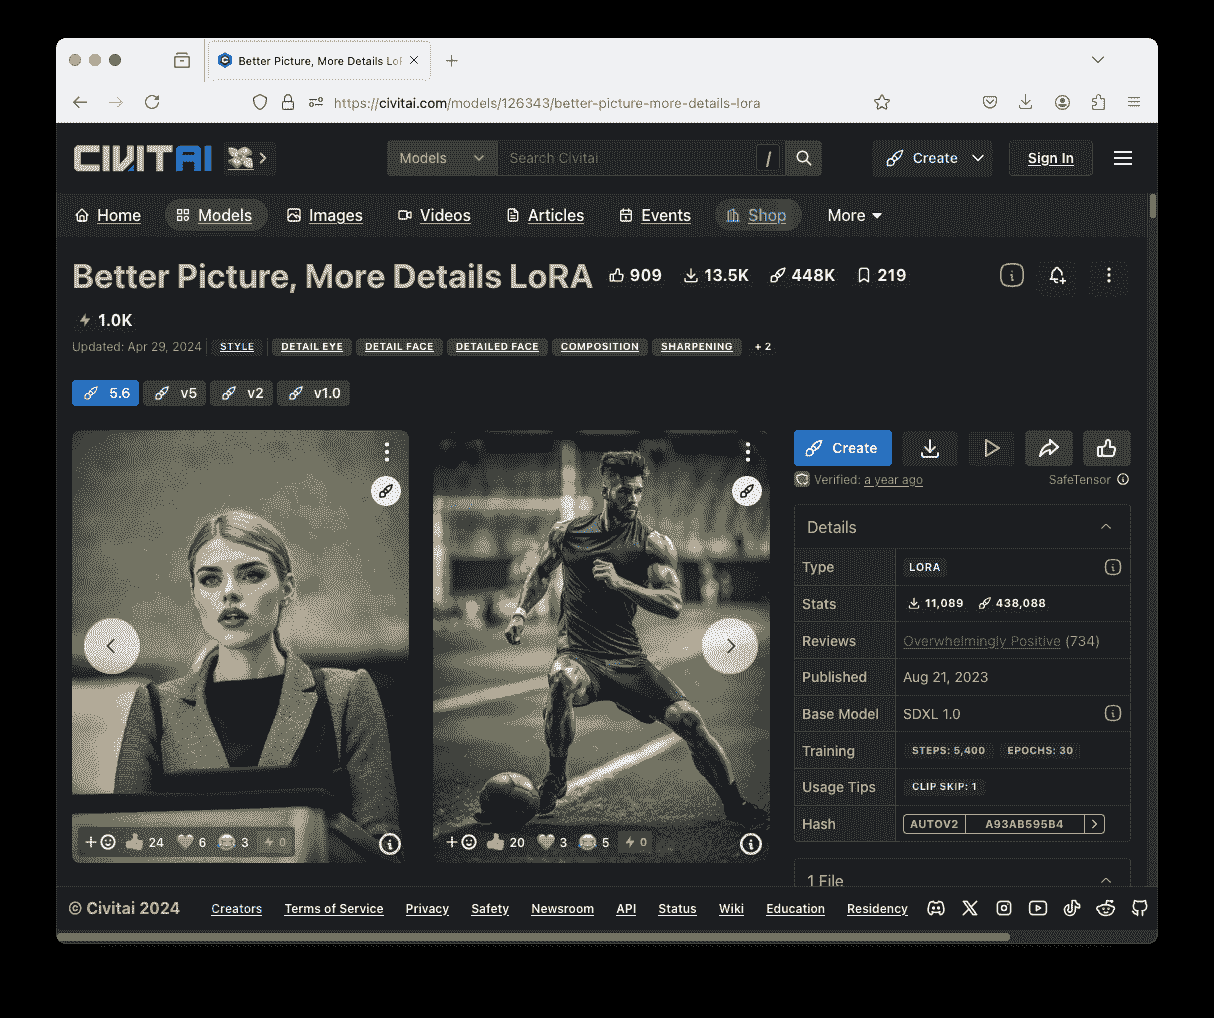 Better Picture, More Details LoR
https://civitai.com/models/126343/better-picture-more-details-lora
CIVITAI
Models
Search Civitai
/
Create
Sign In
Home
Models
Images
Videos
Articles
Events
Shop
More
Better Picture, More Details LoRA
909
13.5K
448K
219
1.0K
Updated: Apr 29, 2024
STYLE
DETAIL EYE
DETAIL FACE
DETAILED FACE
COMPOSITION
SHARPENING
+ 2
5.6
v5
v2
v1.0
24
6
3
0
20
3
5
0
Create
Verified: a year ago
SafeTensor
Details
Type
LORA
Stats
11,089
438,088
Reviews
Overwhelmingly Positive (734)
Published
Aug 21, 2023
Base Model
SDXL 1.0
Training
STEPS: 5,400
EPOCHS: 30
Usage Tips
CLIP SKIP: 1
Hash
AUTOV2
A93AB595B4
1 File
© Civitai 2024
Creators
Terms of Service
Privacy
Safety
Newsroom
API
Status
Wiki
Education
Residency